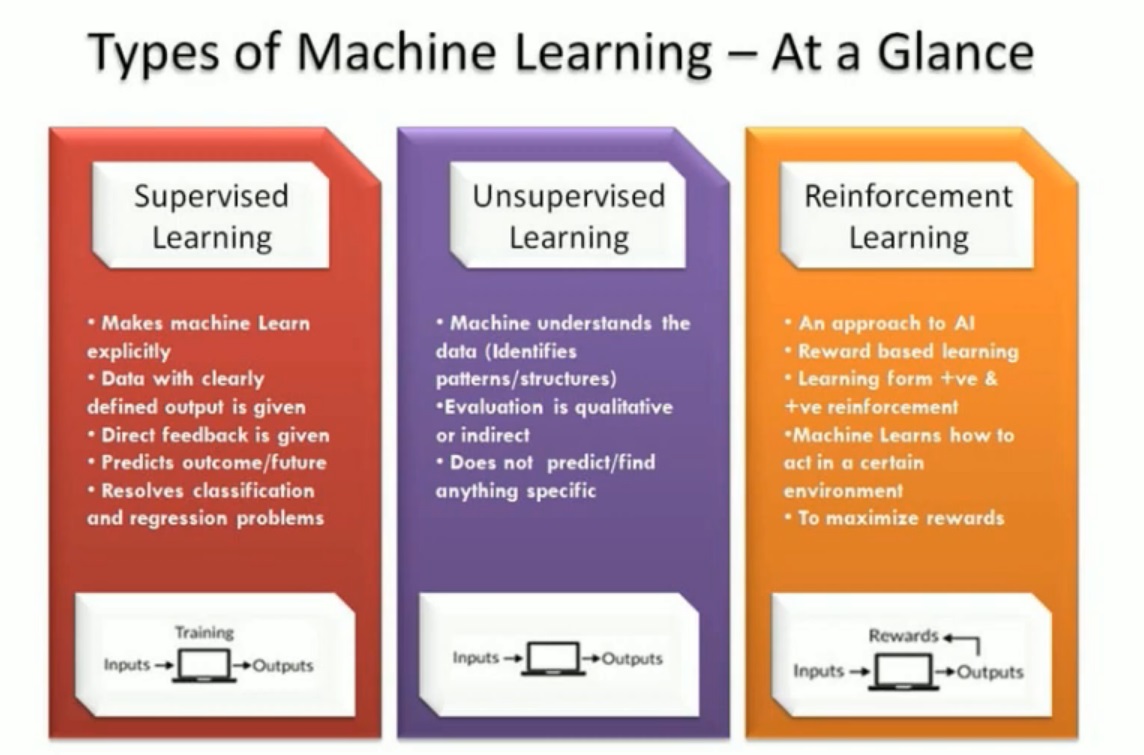 Types of Machine Learning – At a Glance
Supervised
Learning
• Makes machine Learn
explicitly
• Data with clearly
defined output is given
• Direct feedback is given
• Predicts outcome/future
• Resolves classification
and regression problems
Training
Inputs → → Outputs
Unsupervised
Learning
• Machine understands the
data (Identifies
patterns/structures)
•Evaluation is qualitative
or indirect
• Does not predict/find
anything specific
Inputs → → Outputs
Reinforcement
Learning
• An approach to AI
• Reward based learning
• Learning form +ve &
+ve reinforcement
•Machine Learns how to
act in a certain
environment
• To maximize rewards
Rewards
Inputs → → Outputs